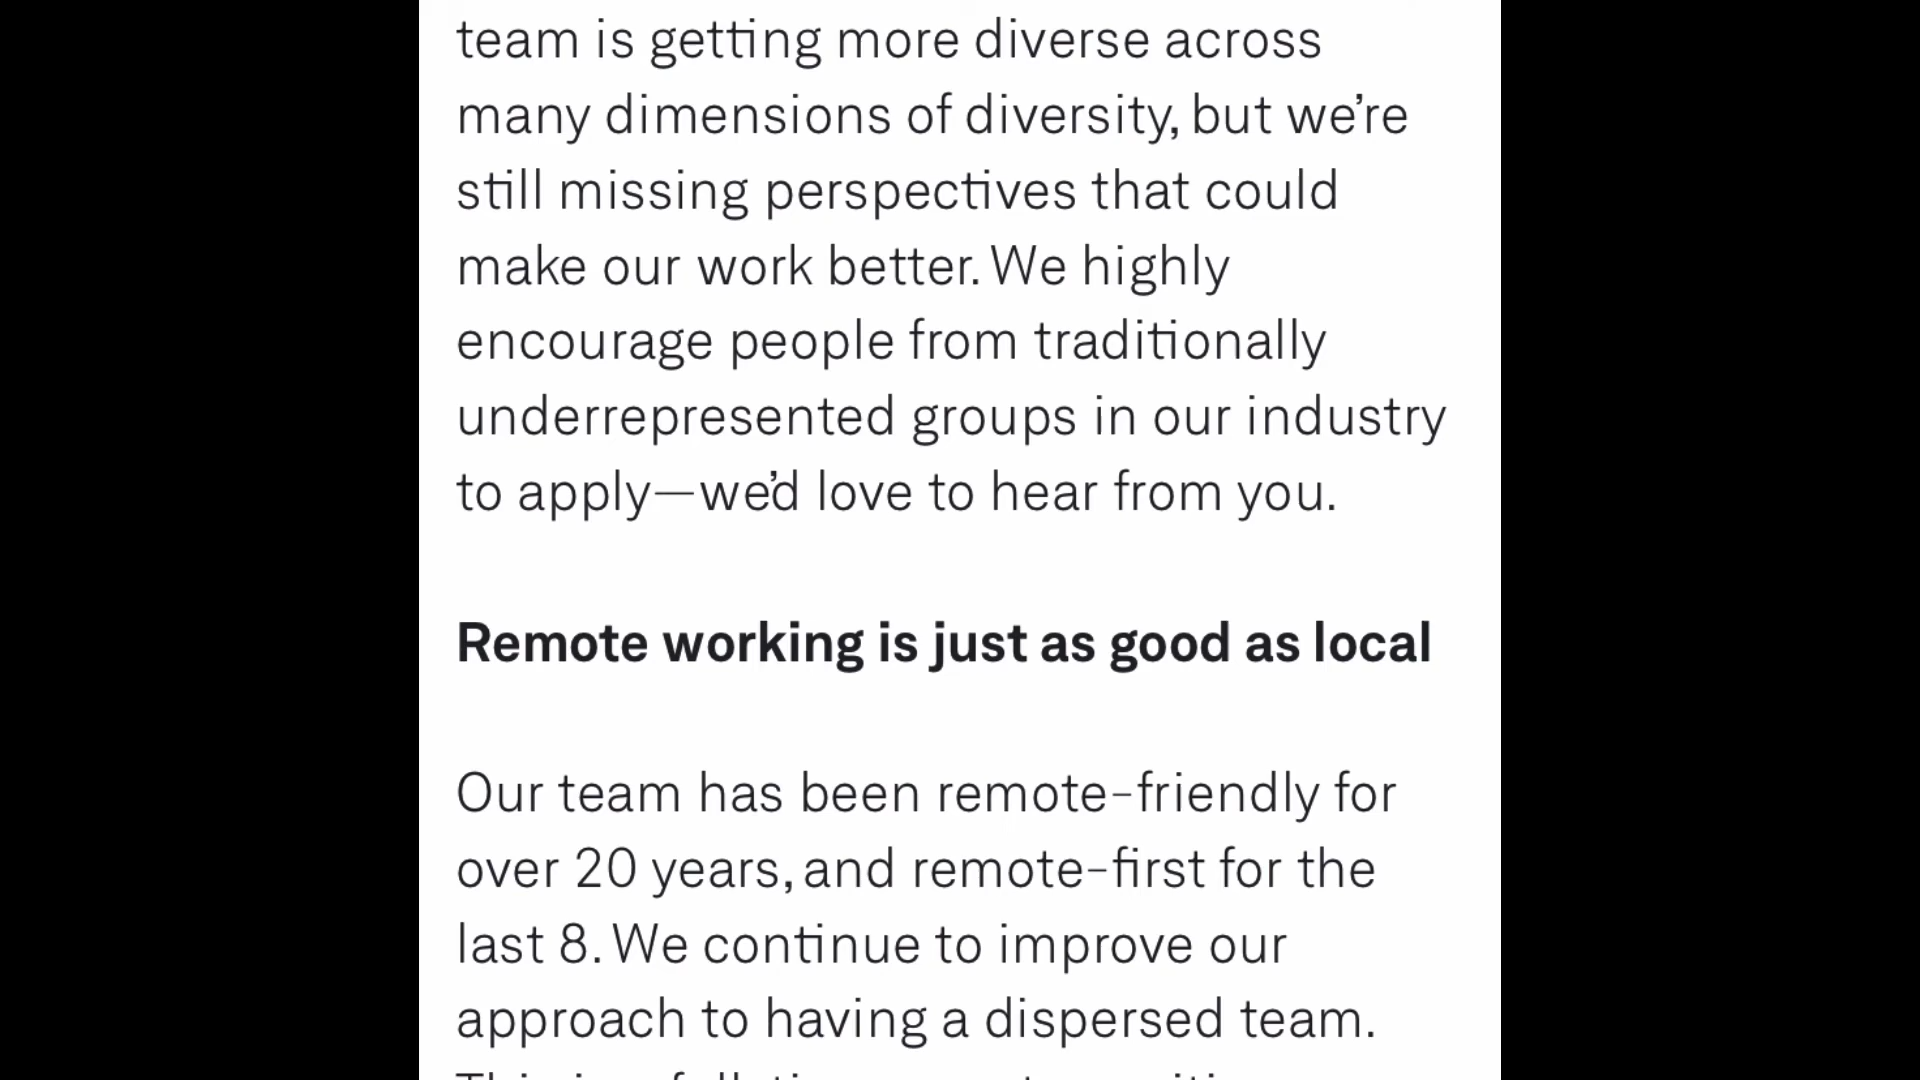 team is getting more diverse across
many dimensions of diversity, but we’re
still missing perspectives that could
make our work better. We highly
encourage people from traditionally
underrepresented groups in our industry
to apply—we’d love to hear from you.
Remote working is just as good as local
Our team has been remote-friendly for
over 20 years, and remote-first for the
last 8. We continue to improve our
approach to having a dispersed team.